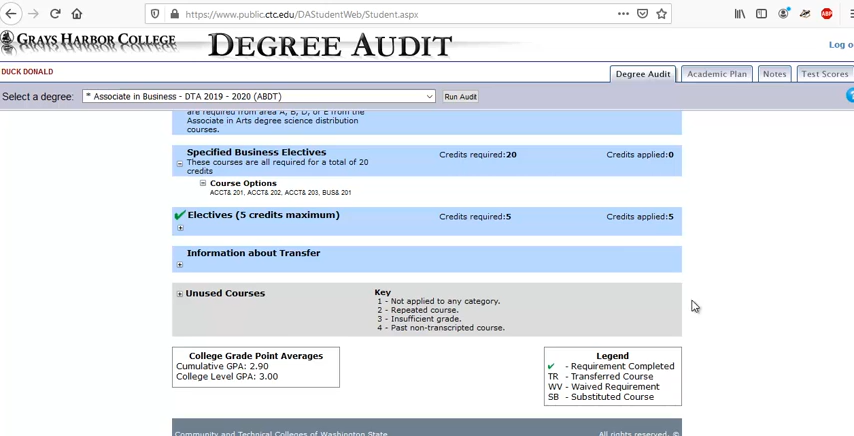 https://www.public.ctc.edu/DAStudentWeb/Student.aspx
ABP
GRAYS HARBOR COLLEGE
DEGREE AUDIT
Log o
DUCK DONALD
Degree Audit
Academic Plan
Notes
Test Scores
Select a degree:
* Associate in Business - DTA 2019 - 2020 (ABDT)
Run Audit
?
are required from area A, B, D, or E from the
Associate in Arts degree science distribution
courses.
Specified Business Electives Credits required:20 Credits applied:0
These courses are all required for a total of 20
credits
Course Options
ACCT& 201, ACCT& 202, ACCT& 203, BUS& 201
Electives (5 credits maximum) Credits required:5 Credits applied:5
Information about Transfer
Unused Courses
Key
1 - Not applied to any category.
2 - Repeated course.
3 - Insufficient grade.
4 - Past non-transcripted course.
College Grade Point Averages
Cumulative GPA: 2.90
College Level GPA: 3.00
Legend
✔ - Requirement Completed
TR - Transferred Course
WV - Waived Requirement
SB - Substituted Course
Community and Technical Colleges of Washington State
All rights reserved. ©